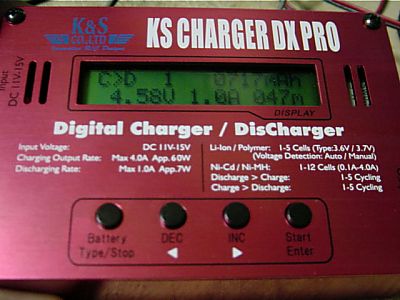 K&S
CO.,LTD
Innovative R/C Dreams
KS CHARGER DX PRO
Input
DC 11V-15V
C>D 1 0717mAh
4.58V 1.0A 047m
DISPLAY
Digital Charger / DisCharger
Input Voltage: DC 11V-15V
Charging Output Rate: Max 4.0A App.60W
Discharging Rate: Max 1.0A App.7W
Li-Ion / Polymer: 1-5 Cells (Type:3.6V / 3.7V)
(Voltage Detection: Auto / Manual)
Ni-Cd / Ni-MH: 1-12 Cells (0.1A-4.0A)
Discharge > Charge: 1-5 Cycling
Charge > Discharge: 1-5 Cycling
Battery DEC INC Start
Type/Stop ◀ ▶ Enter